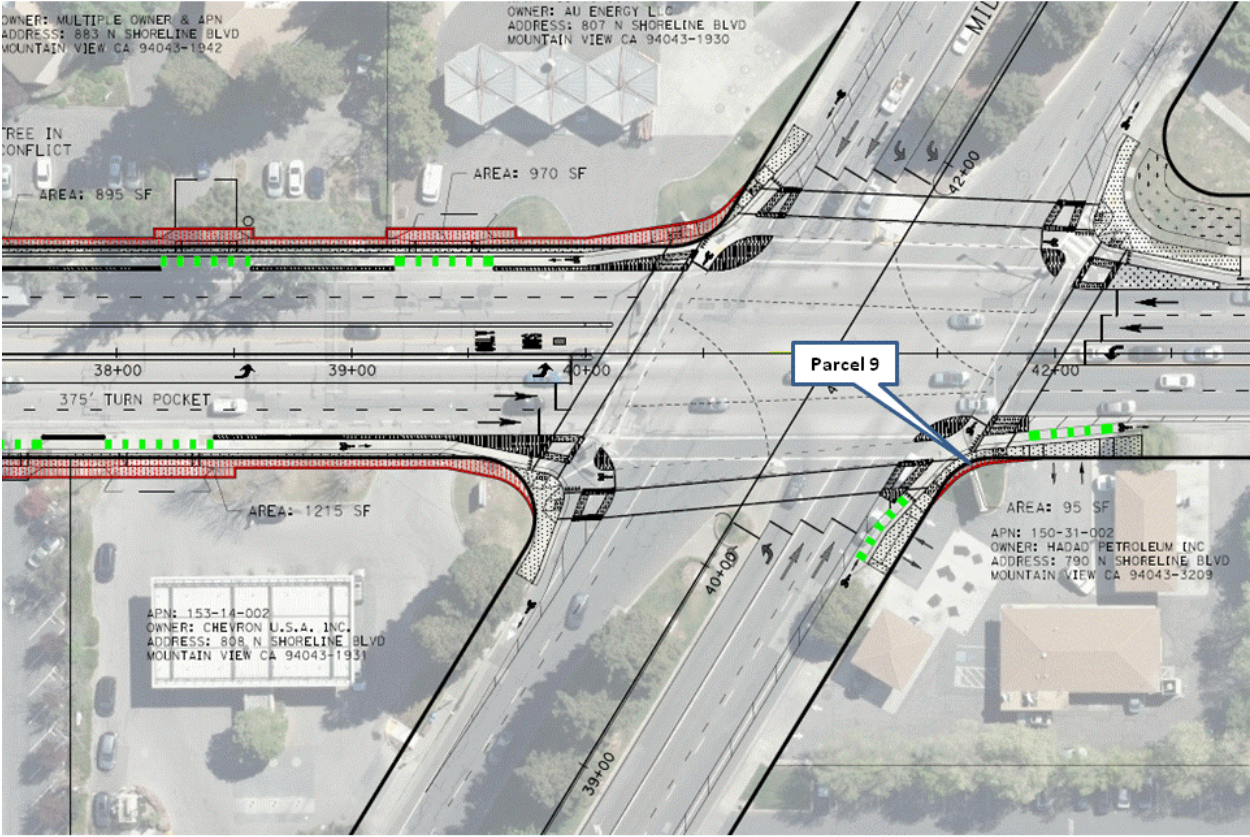 OWNER: MULTIPLE OWNER & APN
ADDRESS: 883 N SHORELINE BLVD
MOUNTAIN VIEW CA 94043-1942
OWNER: AU ENERGY LLC
ADDRESS: 807 N SHORELINE BLVD
MOUNTAIN VIEW CA 94043-1930
MID
TREE IN
CONFLICT
AREA: 895 SF
AREA: 970 SF
42+00
38+00
39+00
40+00
42+00
Parcel 9
375' TURN POCKET
AREA: 1215 SF
AREA: 95 SF
APN: 150-31-002
OWNER: HADAD PETROLEUM INC
ADDRESS: 790 N SHORELINE BLVD
MOUNTAIN VIEW CA 94043-3209
40+00
APN: 153-14-002
OWNER: CHEVRON U.S.A. INC.
ADDRESS: 808 N SHORELINE BLVD
MOUNTAIN VIEW CA 94043-1931
39+00